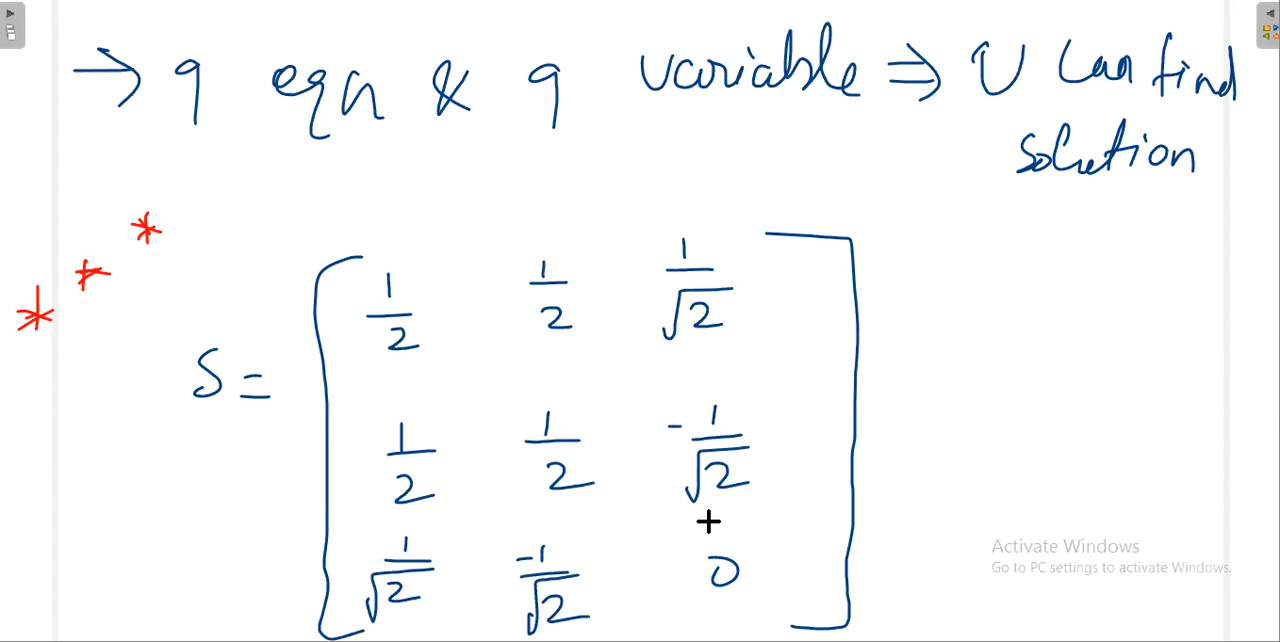 → 9 eqn & 9 variable ⇒ U can find
solution
* * *
S = [ 1/2 1/2 1/√2
1/2 1/2 -1/√2
1/√2 -1/√2 0 ]
Activate Windows
Go to PC settings to activate Windows.